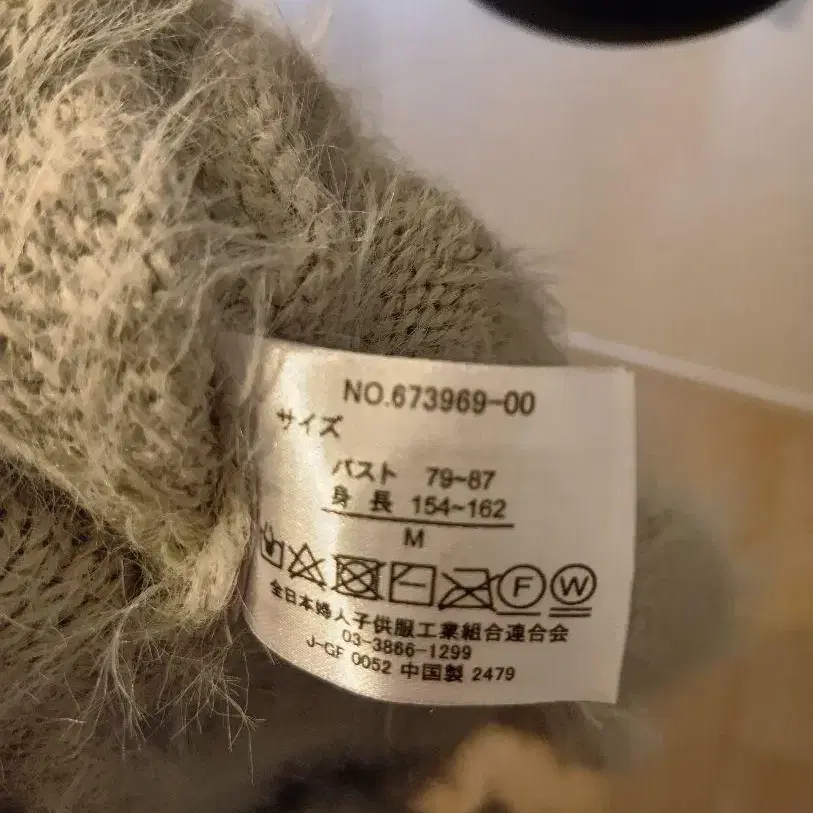 NO.673969-00
サイズ
バスト 79~87
身長 154~162
M
F W
全日本婦人子供服工業組合連合会
03-3866-1299
J-GF 0052 中国製 2479